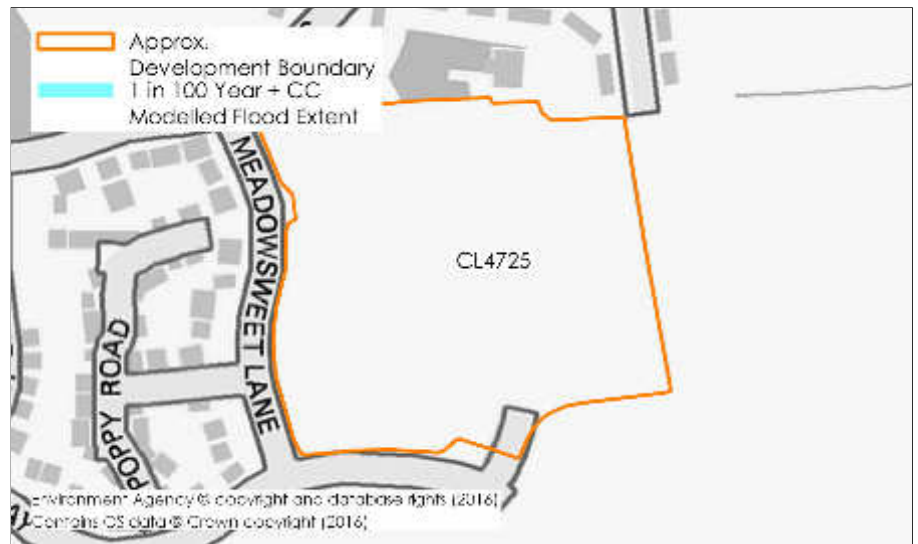 Approx.
Development Boundary
1 in 100 Year + CC
Modelled Flood Extent
MEADOWSWEET LANE
CL4725
POPPY ROAD
Environment Agency © copyright and database rights (2016)
Contains OS data © Crown copyright (2016)